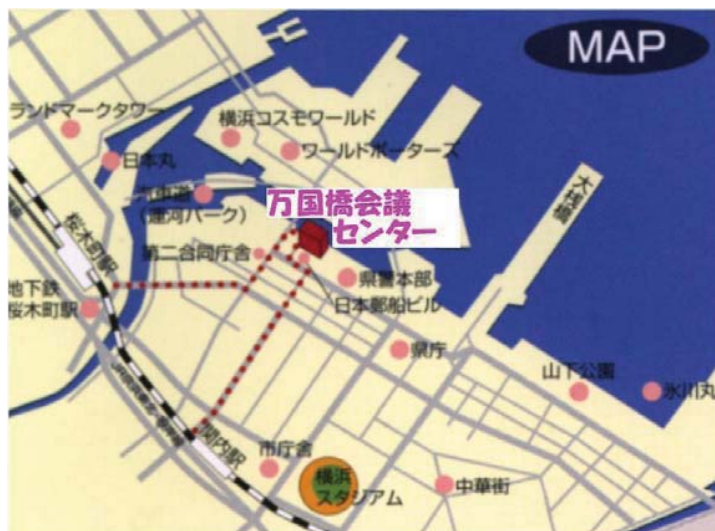 MAP
ランドマークタワー
横浜コスモワールド
日本丸
ワールドポーターズ
汽車道
(運河パーク)
万国橋会議
センター
大桟橋
桜木町駅
第二合同庁舎
県警本部
日本郵船ビル
地下鉄
桜木町駅
県庁
山下公園
氷川丸
関内駅
市庁舎
横浜
スタジアム
中華街